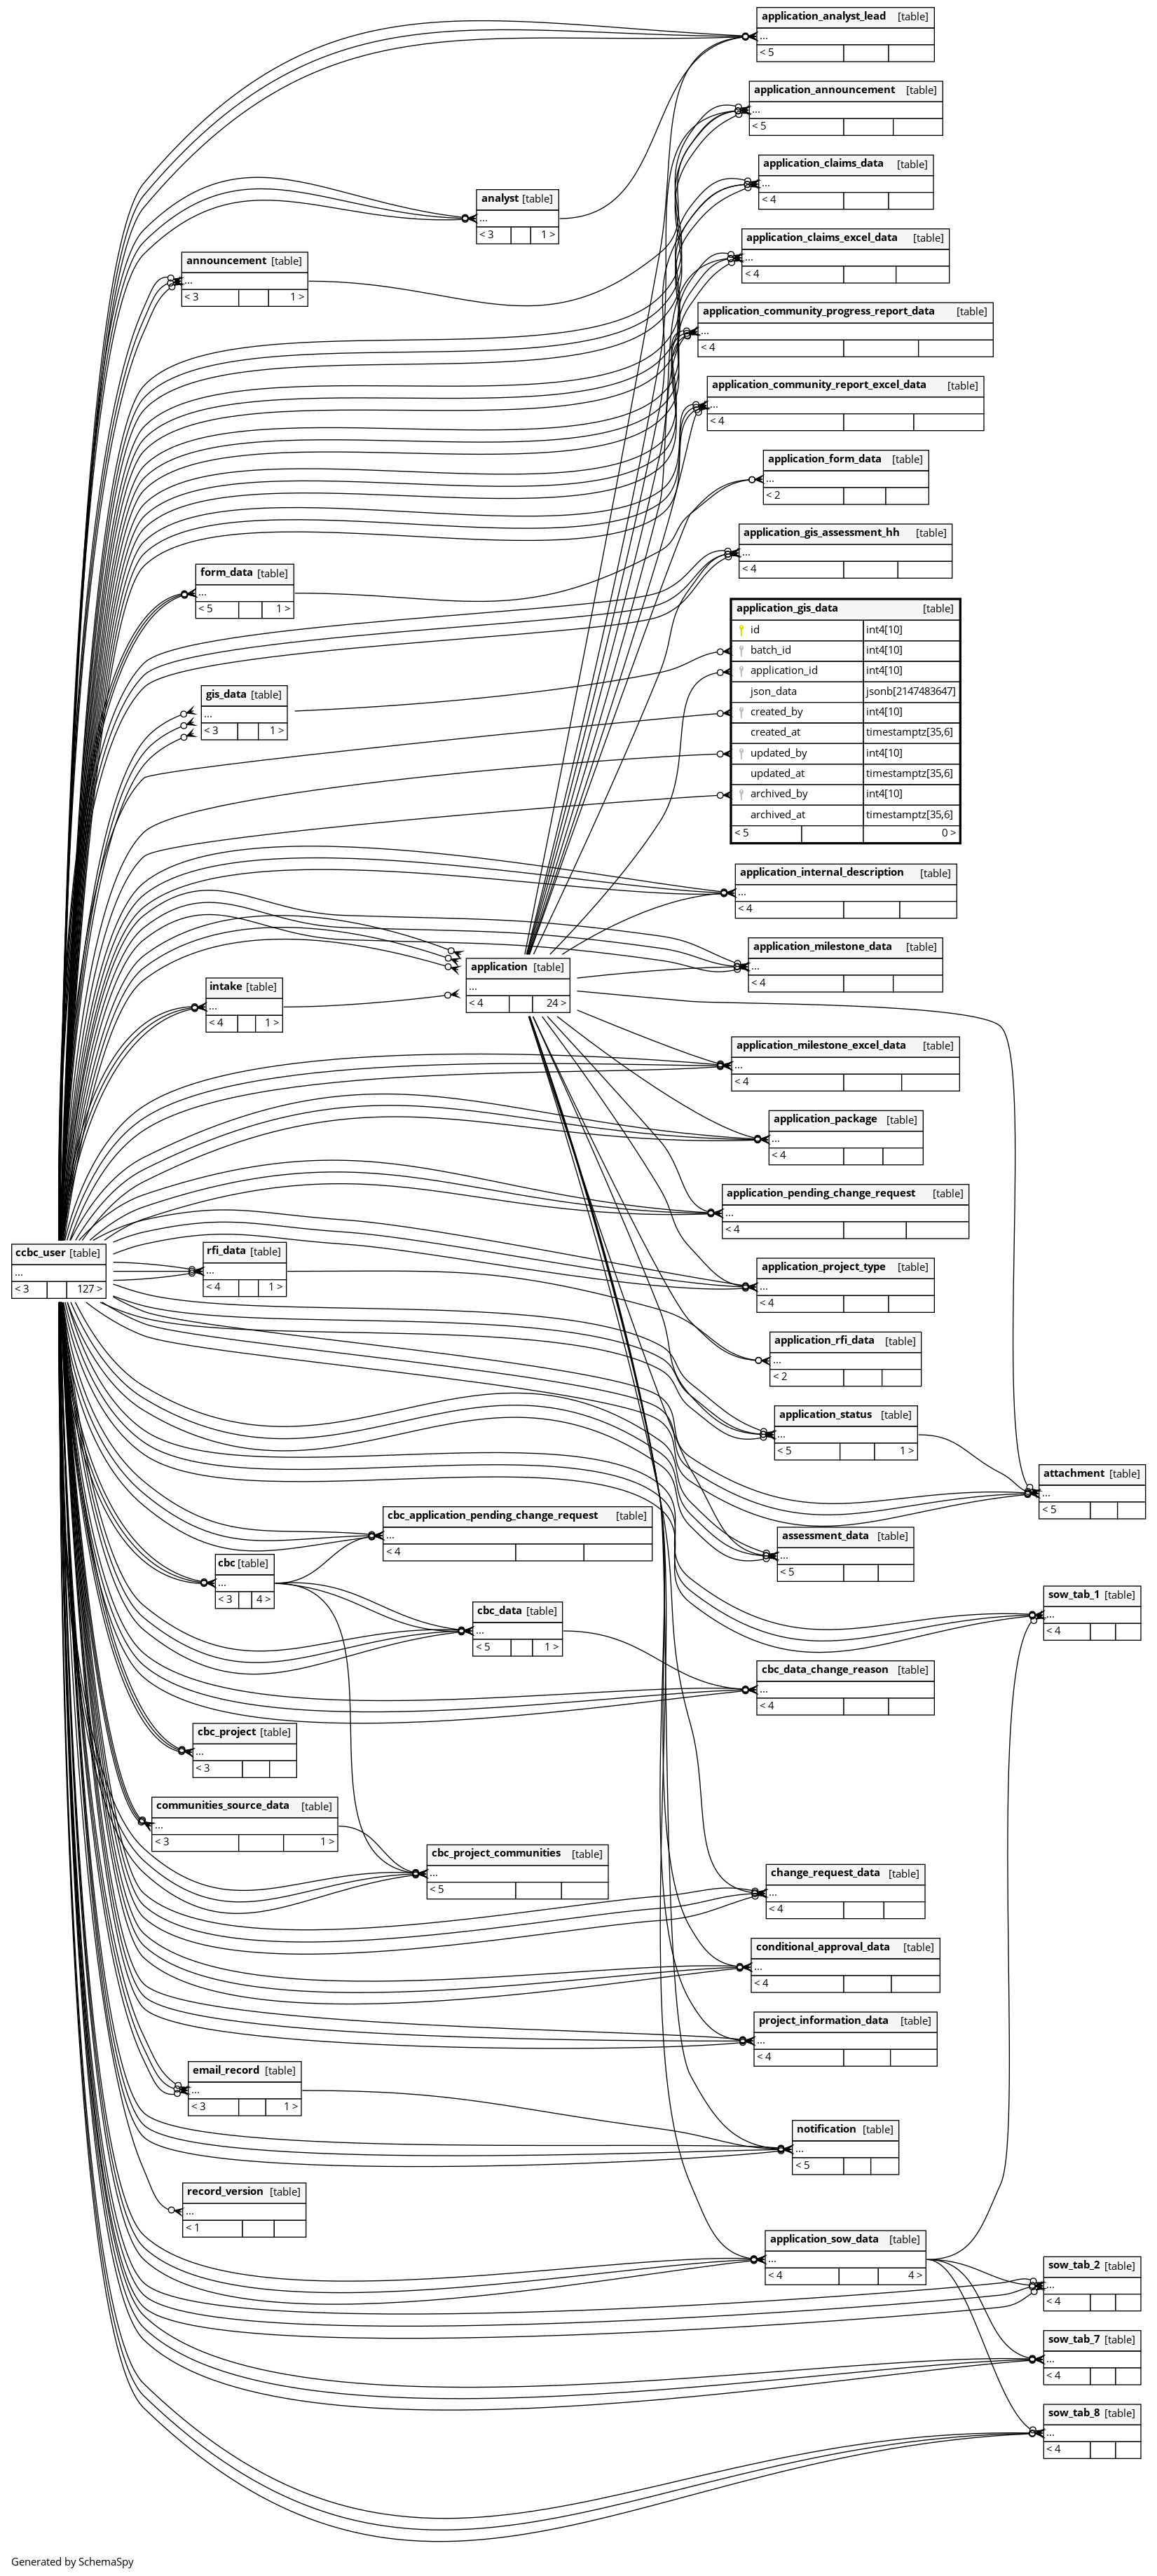 application_analyst_lead [table]
...
< 5
application_announcement [table]
...
< 5
application_claims_data [table]
...
< 4
analyst [table]
...
< 3 1 >
application_claims_excel_data [table]
...
< 4
announcement [table]
...
< 3 1 >
application_community_progress_report_data [table]
...
< 4
application_community_report_excel_data [table]
...
< 4
application_form_data [table]
...
< 2
application_gis_assessment_hh [table]
...
< 4
form_data [table]
...
< 5 1 >
application_gis_data [table]
id int4[10]
batch_id int4[10]
application_id int4[10]
json_data jsonb[2147483647]
created_by int4[10]
created_at timestamptz[35,6]
updated_by int4[10]
updated_at timestamptz[35,6]
archived_by int4[10]
archived_at timestamptz[35,6]
< 5 0 >
gis_data [table]
...
< 3 1 >
application_internal_description [table]
...
< 4
application_milestone_data [table]
...
< 4
application [table]
...
< 4 24 >
intake [table]
...
< 4 1 >
application_milestone_excel_data [table]
...
< 4
application_package [table]
...
< 4
application_pending_change_request [table]
...
< 4
ccbc_user [table]
...
< 3 127 >
rfi_data [table]
...
< 4 1 >
application_project_type [table]
...
< 4
application_rfi_data [table]
...
< 2
application_status [table]
...
< 5 1 >
attachment [table]
...
< 5
cbc_application_pending_change_request [table]
...
< 4
assessment_data [table]
...
< 5
cbc [table]
...
< 3 4 >
sow_tab_1 [table]
...
< 4
cbc_data [table]
...
< 5 1 >
cbc_data_change_reason [table]
...
< 4
cbc_project [table]
...
< 3
communities_source_data [table]
...
< 3 1 >
cbc_project_communities [table]
...
< 5
change_request_data [table]
...
< 4
conditional_approval_data [table]
...
< 4
project_information_data [table]
...
< 4
email_record [table]
...
< 3 1 >
notification [table]
...
< 5
record_version [table]
...
< 1
application_sow_data [table]
...
< 4 4 >
sow_tab_2 [table]
...
< 4
sow_tab_7 [table]
...
< 4
sow_tab_8 [table]
...
< 4
Generated by SchemaSpy